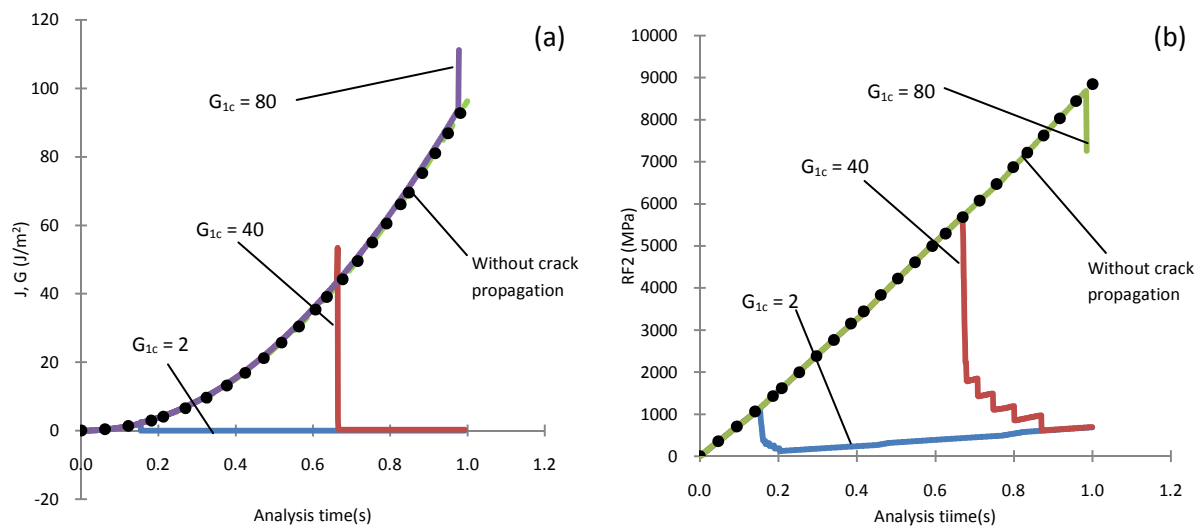 (a)
120
100
80
60
40
20
0
-20
J, G (J/m²)
G1c = 80
G1c = 40
G1c = 2
Without crack
propagation
0.0 0.2 0.4 0.6 0.8 1.0 1.2
Analysis time(s)
(b)
10000
9000
8000
7000
6000
5000
4000
3000
2000
1000
0
RF2 (MPa)
G1c = 80
G1c = 40
G1c = 2
Without crack
propagation
0.0 0.2 0.4 0.6 0.8 1.0 1.2
Analysis tiime(s)